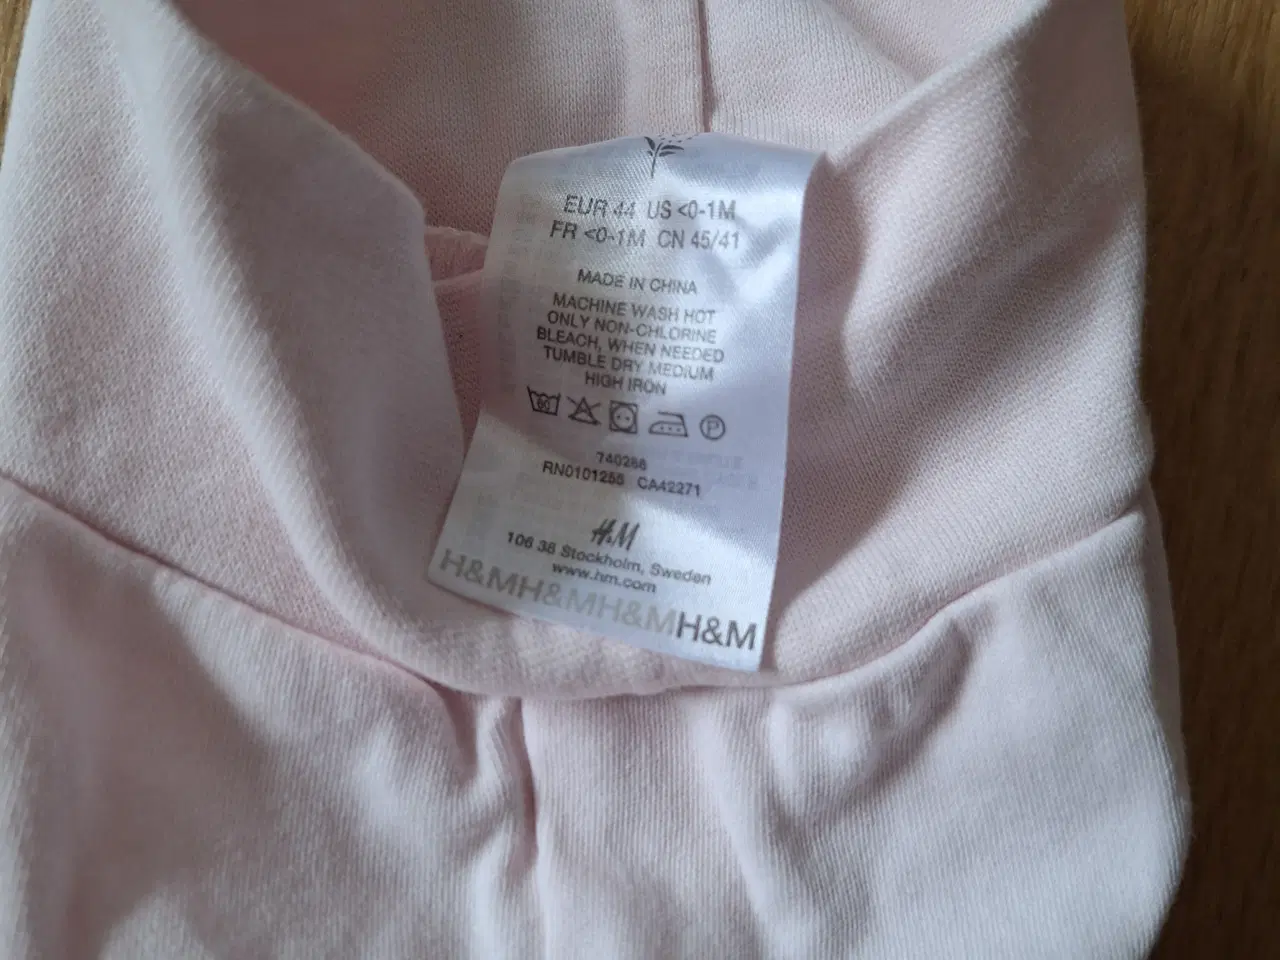 EUR 44 US <0-1M
FR <0-1M CN 45/41
MADE IN CHINA
MACHINE WASH HOT
ONLY NON-CHLORINE
BLEACH, WHEN NEEDED
TUMBLE DRY MEDIUM
HIGH IRON
60 P
740266
RN0101255 CA42271
H&M
106 38 Stockholm, Sweden
www.hm.com
H&MH&MH&MH&M